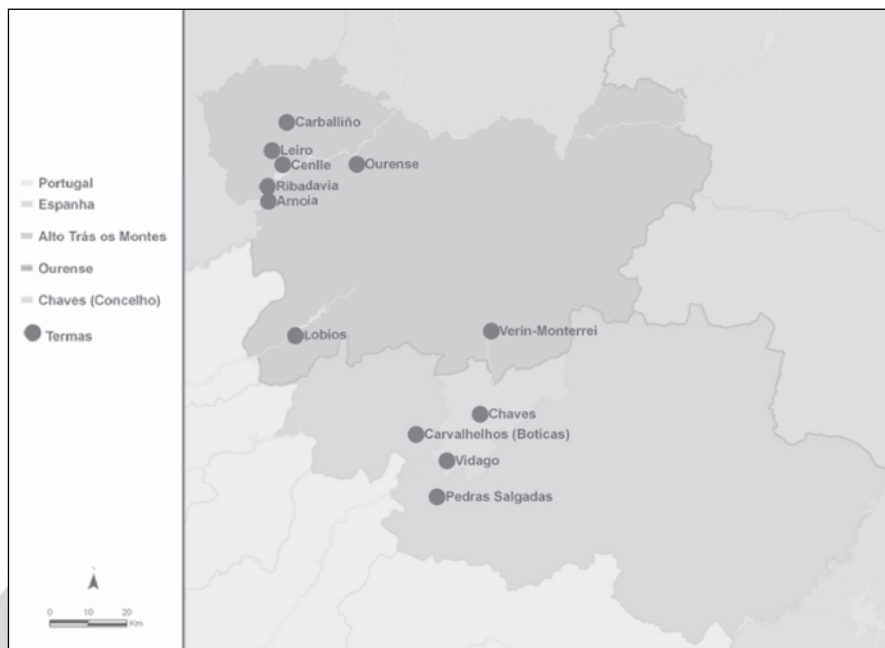 Portugal
Espanha
Alto Trás os Montes
Ourense
Chaves (Concelho)
Termas
0 10 20
Km
Carballiño
Leiro
Cenlle
Ourense
Ribadavia
Arnoia
Lobios
Verín-Monterrei
Chaves
Carvalhelhos (Boticas)
Vidago
Pedras Salgadas